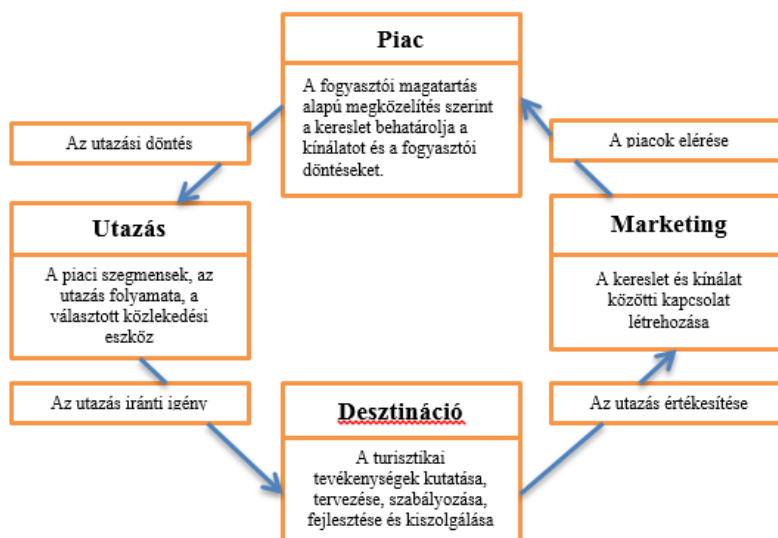 Piac
A fogyasztói magatartás
alapú megközelítés szerint
a kereslet behatárolja a
kínálatot és a fogyasztói
döntéseket.
Az utazási döntés
A piacok elérése
Utazás
A piaci szegmensek, az
utazás folyamata, a
választott közlekedési
eszköz
Marketing
A kereslet és kínálat
közötti kapcsolat
létrehozása
Az utazás iránti igény
Az utazás értékesítése
Desztináció
A turisztikai
tevékenységek kutatása,
tervezése, szabályozása,
fejlesztése és kiszolgálása